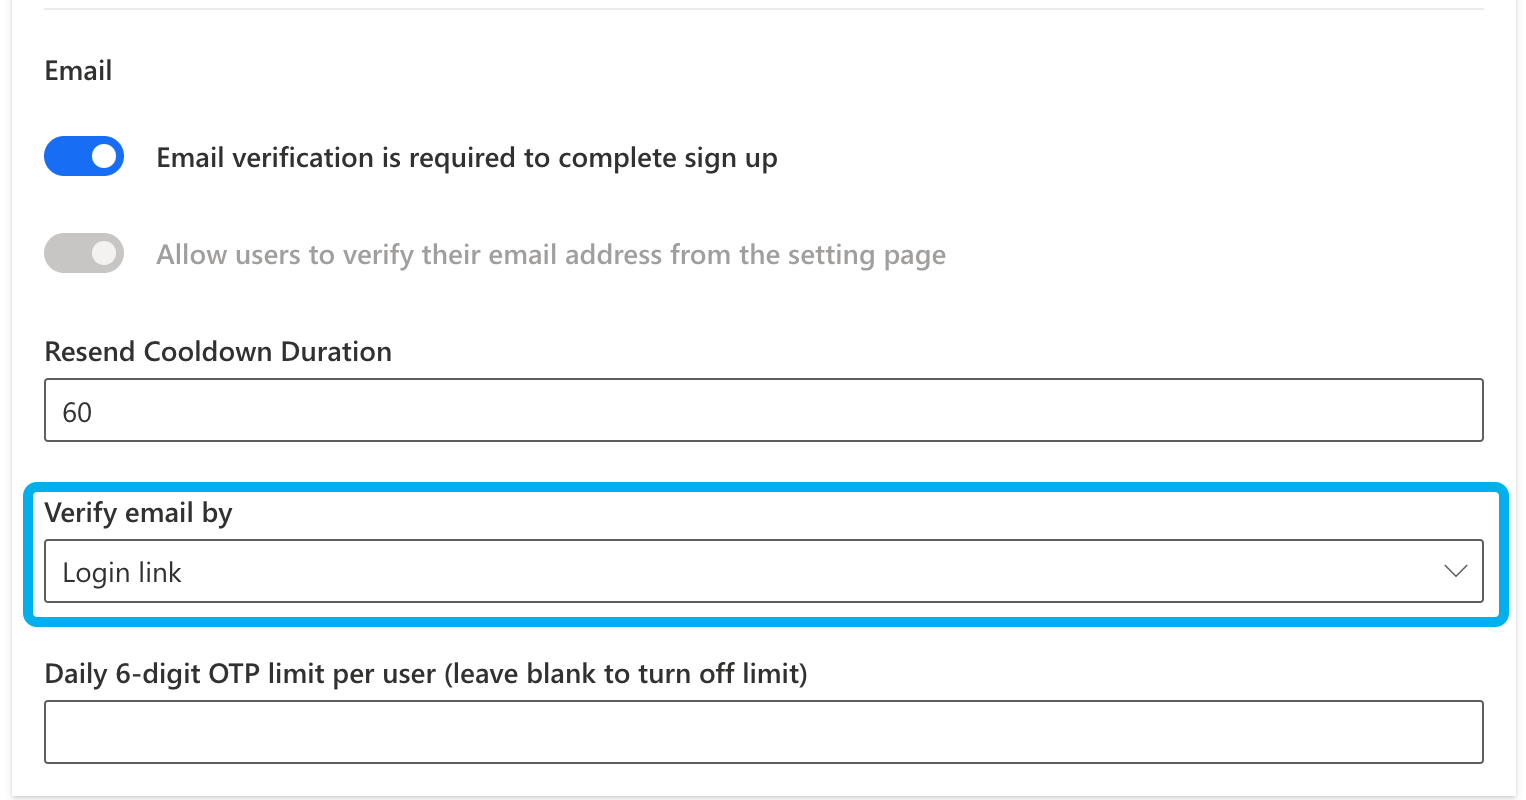 Email
Email verification is required to complete sign up
Allow users to verify their email address from the setting page
Resend Cooldown Duration
60
Verify email by
Login link
Daily 6-digit OTP limit per user (leave blank to turn off limit)